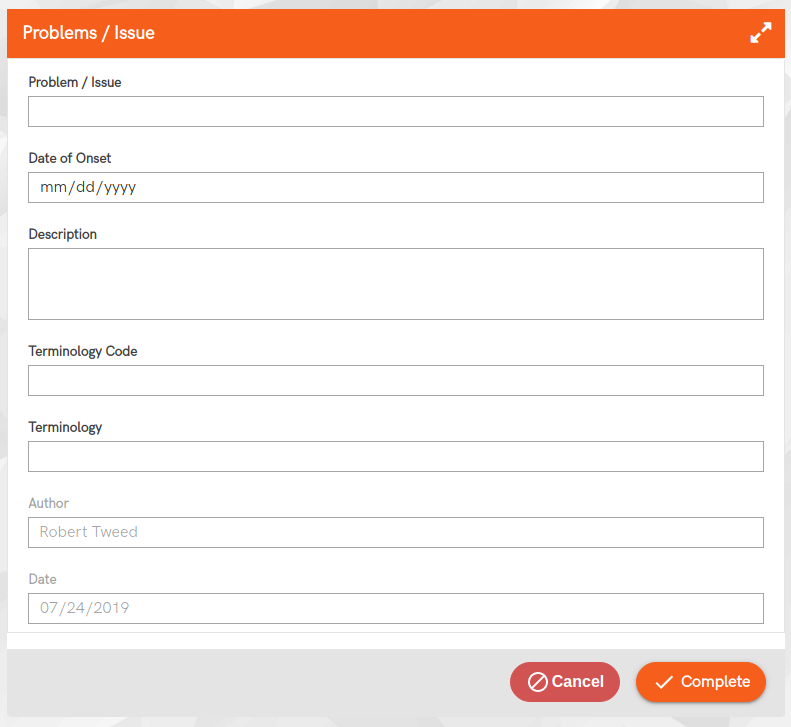 Problems / Issue
Problem / Issue
Date of Onset
mm/dd/yyyy
Description
Terminology Code
Terminology
Author
Robert Tweed
Date
07/24/2019
Cancel Complete